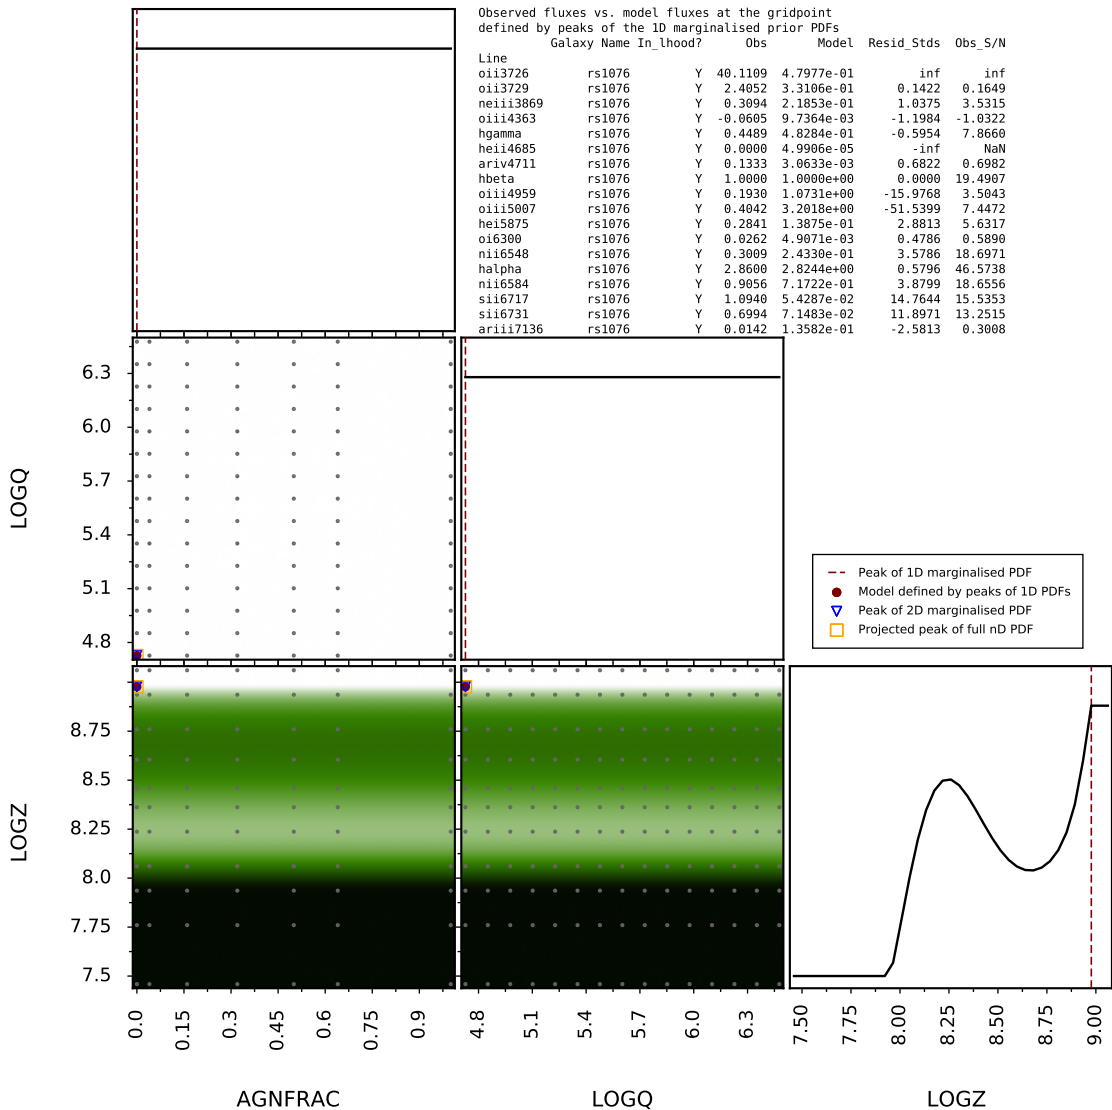 Observed fluxes vs. model fluxes at the gridpoint
defined by peaks of the 1D marginalised prior PDFs
Galaxy Name In_lhood? Obs Model Resid_Stds Obs_S/N
Line
oii3726 rs1076 Y 40.1109 4.7977e-01 inf inf
oii3729 rs1076 Y 2.4052 3.3106e-01 0.1422 0.1649
neiii3869 rs1076 Y 0.3094 2.1853e-01 1.0375 3.5315
oiii4363 rs1076 Y -0.0605 9.7364e-03 -1.1984 -1.0322
hgamma rs1076 Y 0.4489 4.8284e-01 -0.5954 7.8660
heii4685 rs1076 Y 0.0000 4.9906e-05 -inf NaN
ariv4711 rs1076 Y 0.1333 3.0633e-03 0.6822 0.6982
hbeta rs1076 Y 1.0000 1.0000e+00 0.0000 19.4907
oiii4959 rs1076 Y 0.1930 1.0731e+00 -15.9768 3.5043
oiii5007 rs1076 Y 0.4042 3.2018e+00 -51.5399 7.4472
hei5875 rs1076 Y 0.2841 1.3875e-01 2.8813 5.6317
oi6300 rs1076 Y 0.0262 4.9071e-03 0.4786 0.5890
nii6548 rs1076 Y 0.3009 2.4330e-01 3.5786 18.6971
halpha rs1076 Y 2.8600 2.8244e+00 0.5796 46.5738
nii6584 rs1076 Y 0.9056 7.1722e-01 3.8799 18.6556
sii6717 rs1076 Y 1.0940 5.4287e-02 14.7644 15.5353
sii6731 rs1076 Y 0.6994 7.1483e-02 11.8971 13.2515
ariii7136 rs1076 Y 0.0142 1.3582e-01 -2.5813 0.3008
LOGQ
6.3
6.0
5.7
5.4
5.1
4.8
Peak of 1D marginalised PDF
Model defined by peaks of 1D PDFs
Peak of 2D marginalised PDF
Projected peak of full nD PDF
LOGZ
8.75
8.5
8.25
8.0
7.75
7.5
0.0 0.15 0.3 0.45 0.6 0.75 0.9
4.8 5.1 5.4 5.7 6.0 6.3
7.50 7.75 8.00 8.25 8.50 8.75 9.00
AGNFRAC LOGQ LOGZ